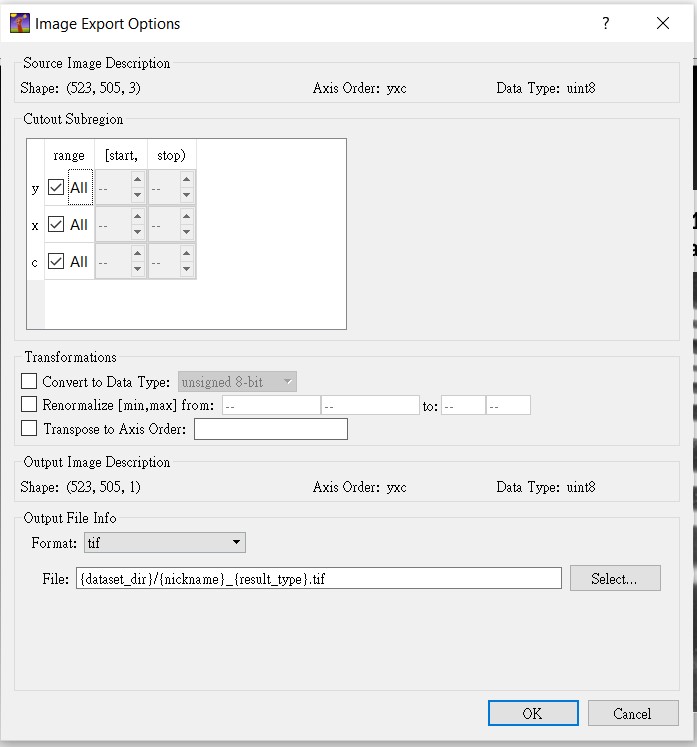 Image Export Options ?
Source Image Description
Shape: (523, 505, 3) Axis Order: yxc Data Type: uint8
Cutout Subregion
range [start, stop)
y All -- --
x All -- --
c All -- --
Transformations
Convert to Data Type: unsigned 8-bit
Renormalize [min,max] from: -- -- to: -- --
Transpose to Axis Order:
Output Image Description
Shape: (523, 505, 1) Axis Order: yxc Data Type: uint8
Output File Info
Format: tif
File: {dataset_dir}/{nickname}_{result_type}.tif Select...
OK Cancel